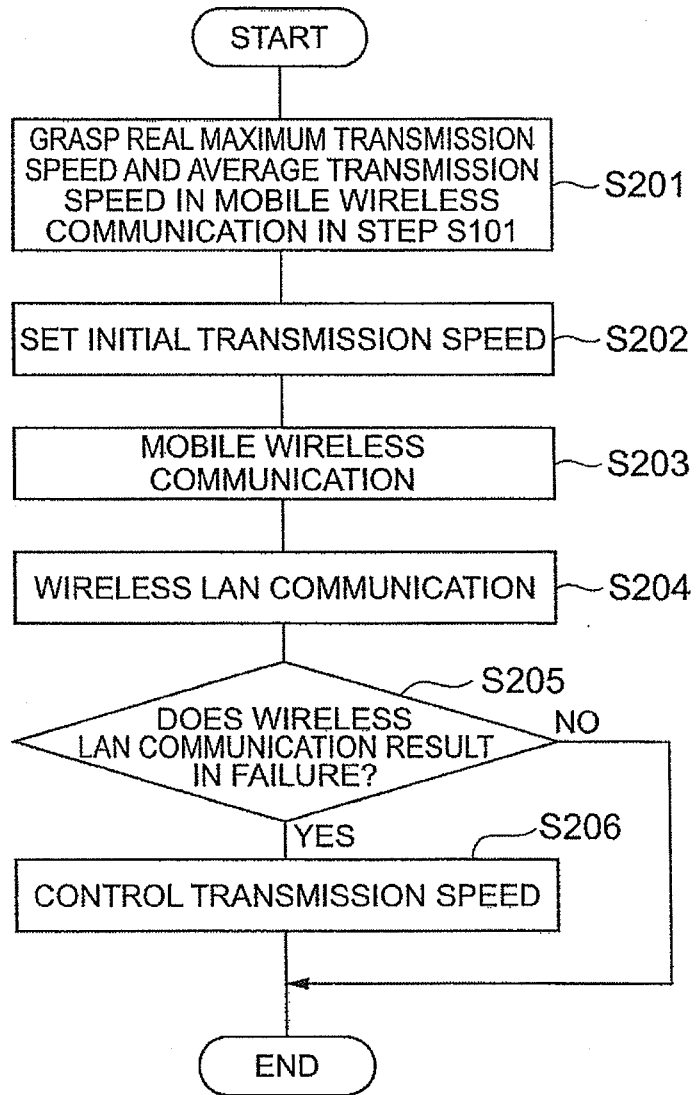 START
GRASP REAL MAXIMUM TRANSMISSION
SPEED AND AVERAGE TRANSMISSION
SPEED IN MOBILE WIRELESS
COMMUNICATION IN STEP S101
S201
SET INITIAL TRANSMISSION SPEED
S202
MOBILE WIRELESS
COMMUNICATION
S203
WIRELESS LAN COMMUNICATION
S204
S205
DOES WIRELESS
LAN COMMUNICATION RESULT
IN FAILURE?
NO
YES
S206
CONTROL TRANSMISSION SPEED
END